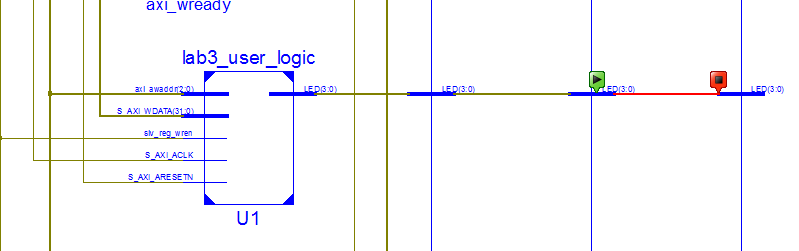 axi_wready
lab3_user_logic
axi_awaddr(2:0)
LED(3:0)
LED(3:0)
LED(3:0)
LED(3:0)
S_AXI_WDATA(31:0)
slv_reg_wren
S_AXI_ACLK
S_AXI_ARESETN
U1